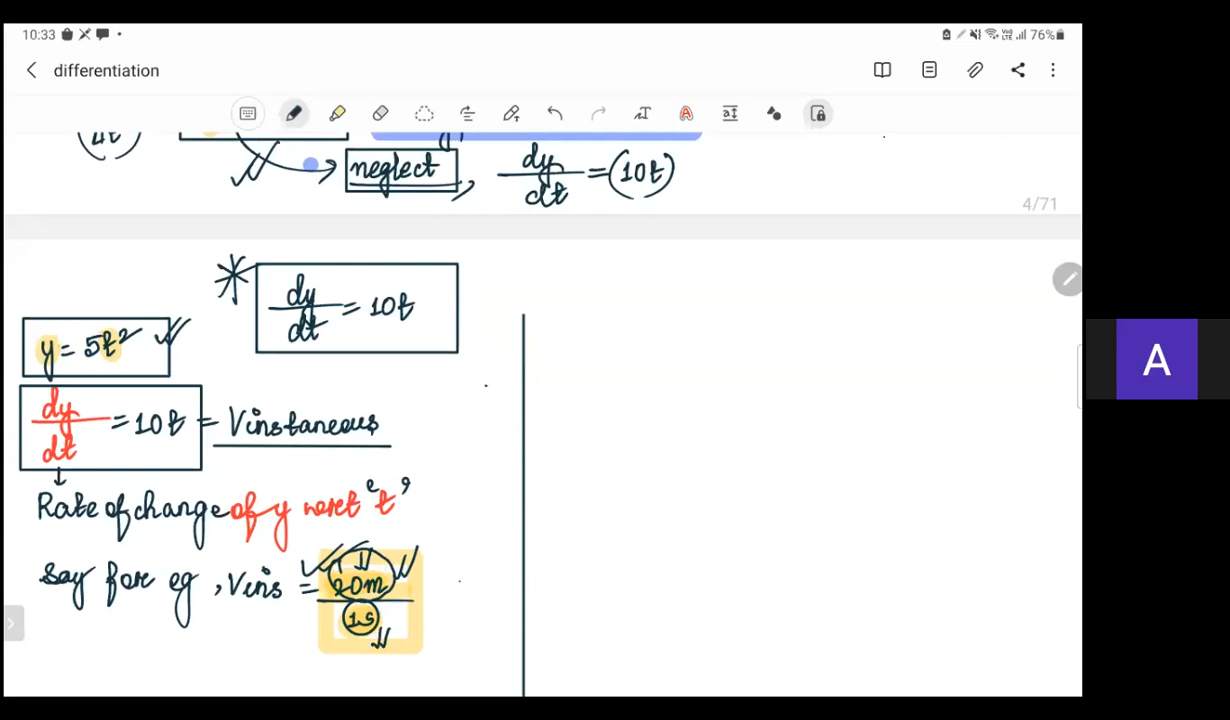 10:33
76%
differentiation
neglect, dy/dt = (10t)
4/71
dy/dt = 10t
y = 5t²
dy/dt = 10t = Vinstaneous
A
Rate of change of y wrt 't'
Say for eg, Vins = 20m/1s